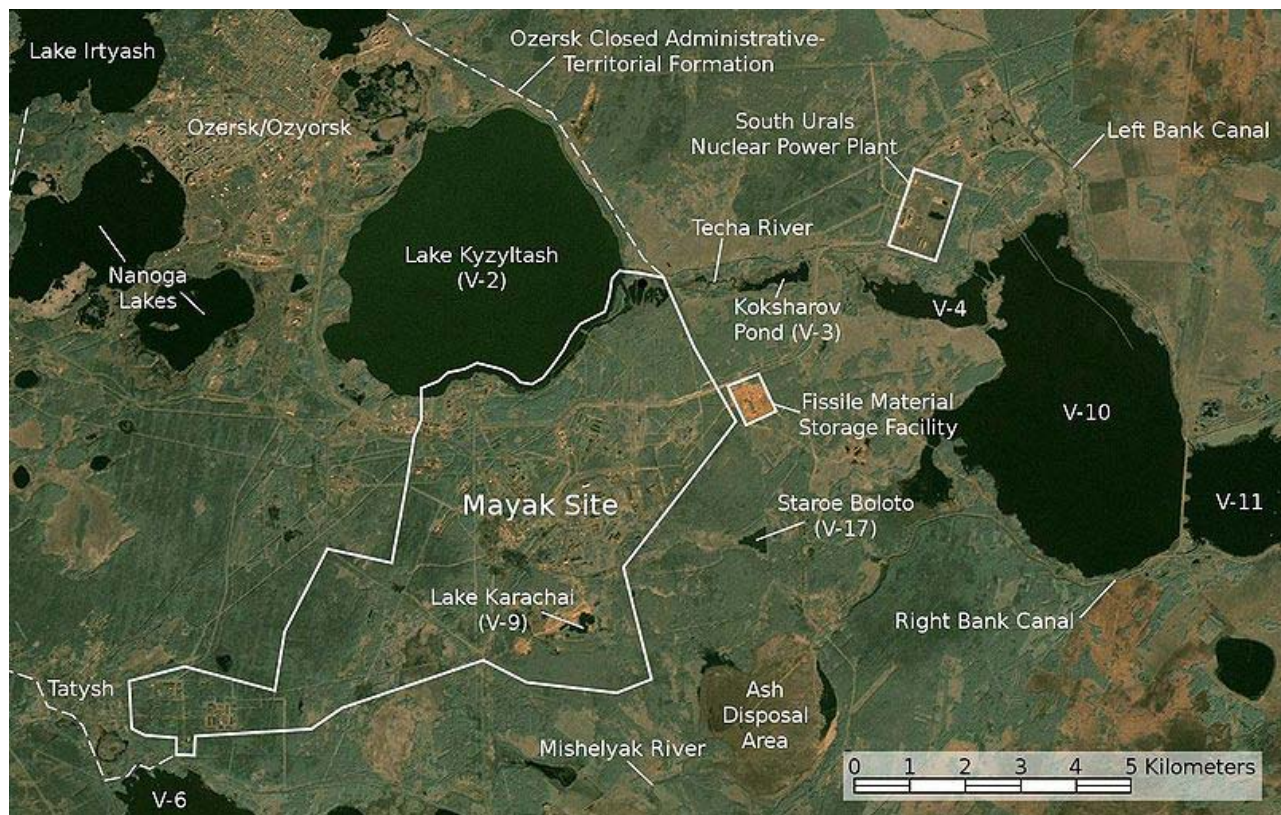 Lake Irtyash
Ozersk Closed Administrative-
Territorial Formation
Ozersk/Ozyorsk
South Urals
Nuclear Power Plant
Left Bank Canal
Techa River
Lake Kyzyltash
(V-2)
Nanoga
Lakes
Koksharov
Pond (V-3)
V-4
Fissile Material
Storage Facility
V-10
Mayak Site
Staroe Boloto
(V-17)
V-11
Lake Karachai
(V-9)
Right Bank Canal
Tatysh
Ash
Disposal
Area
Mishelyak River
V-6
0 1 2 3 4 5 Kilometers